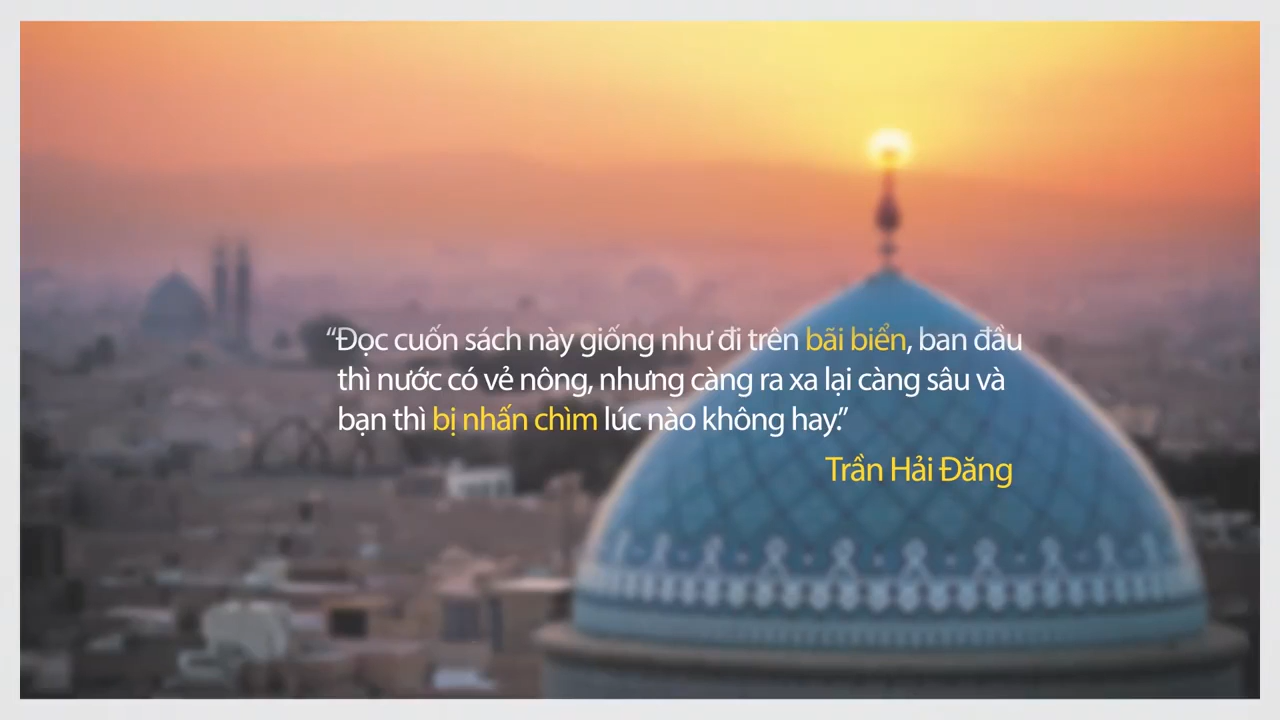 “Đọc cuốn sách này giống như đi trên bãi biển, ban đầu
thì nước có vẻ nông, nhưng càng ra xa lại càng sâu và
bạn thì bị nhấn chìm lúc nào không hay.”
Trần Hải Đăng